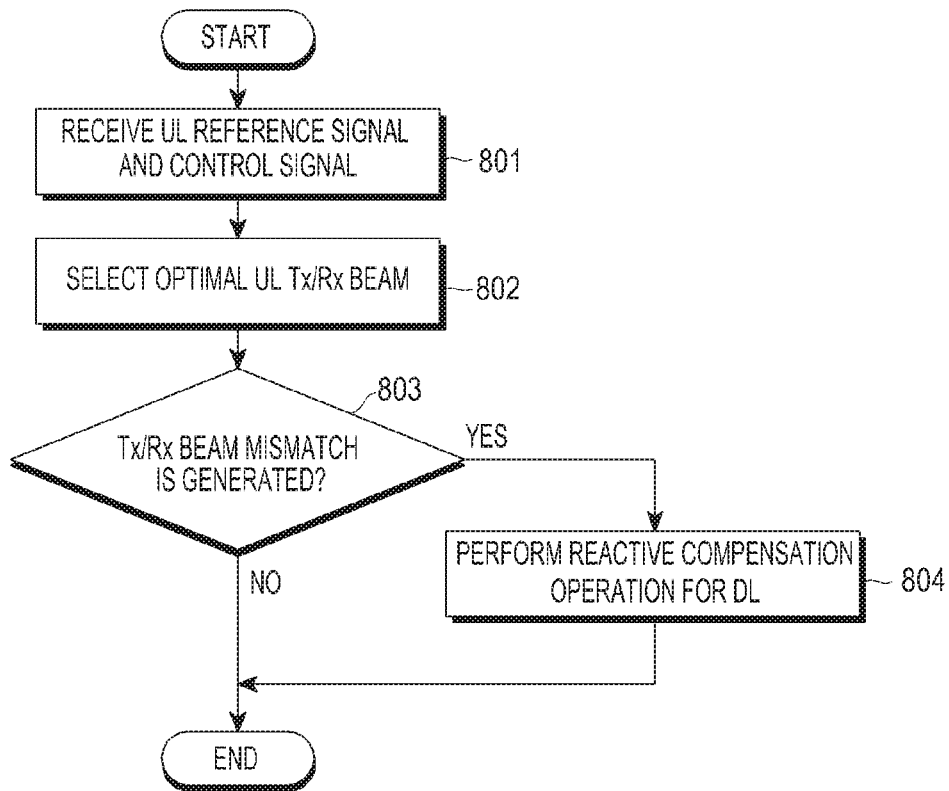 START
RECEIVE UL REFERENCE SIGNAL
AND CONTROL SIGNAL
801
SELECT OPTIMAL UL Tx/Rx BEAM
802
803
Tx/Rx BEAM MISMATCH
IS GENERATED?
YES
NO
PERFORM REACTIVE COMPENSATION
OPERATION FOR DL
804
END